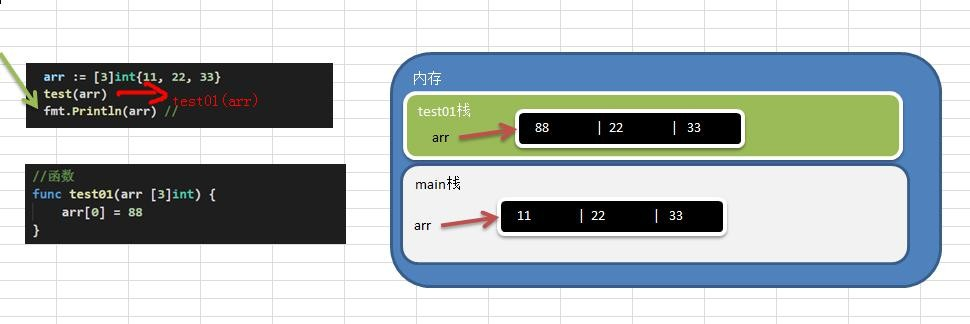 arr := [3]int{11, 22, 33}
test(arr) test01(arr)
fmt.Println(arr) //
//函数
func test01(arr [3]int) {
arr[0] = 88
}
内存
test01栈
arr 88 | 22 | 33
main栈
arr 11 | 22 | 33